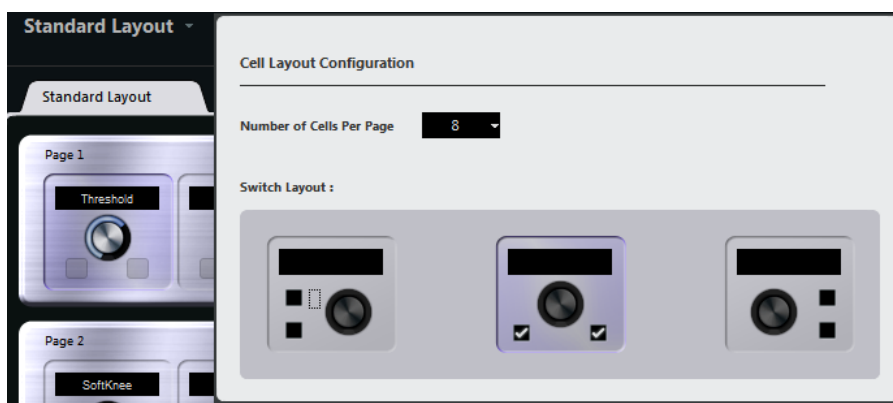 Standard Layout
Standard Layout
Page 1
Threshold
Page 2
SoftKnee
Cell Layout Configuration
Number of Cells Per Page 8
Switch Layout :